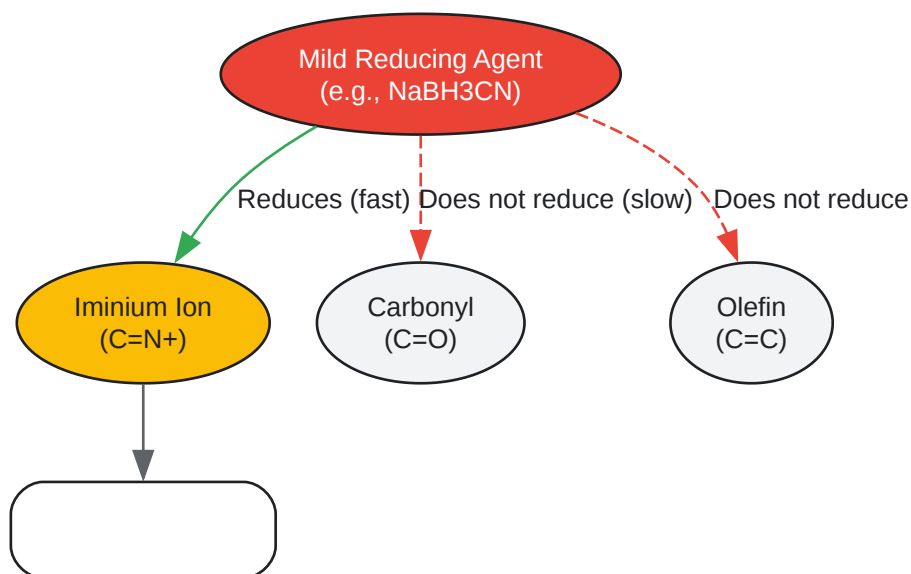 Mild Reducing Agent
(e.g., NaBH3CN)
Reduces (fast)
Does not reduce (slow)
Does not reduce
Iminium Ion
(C=N+)
Carbonyl
(C=O)
Olefin
(C=C)